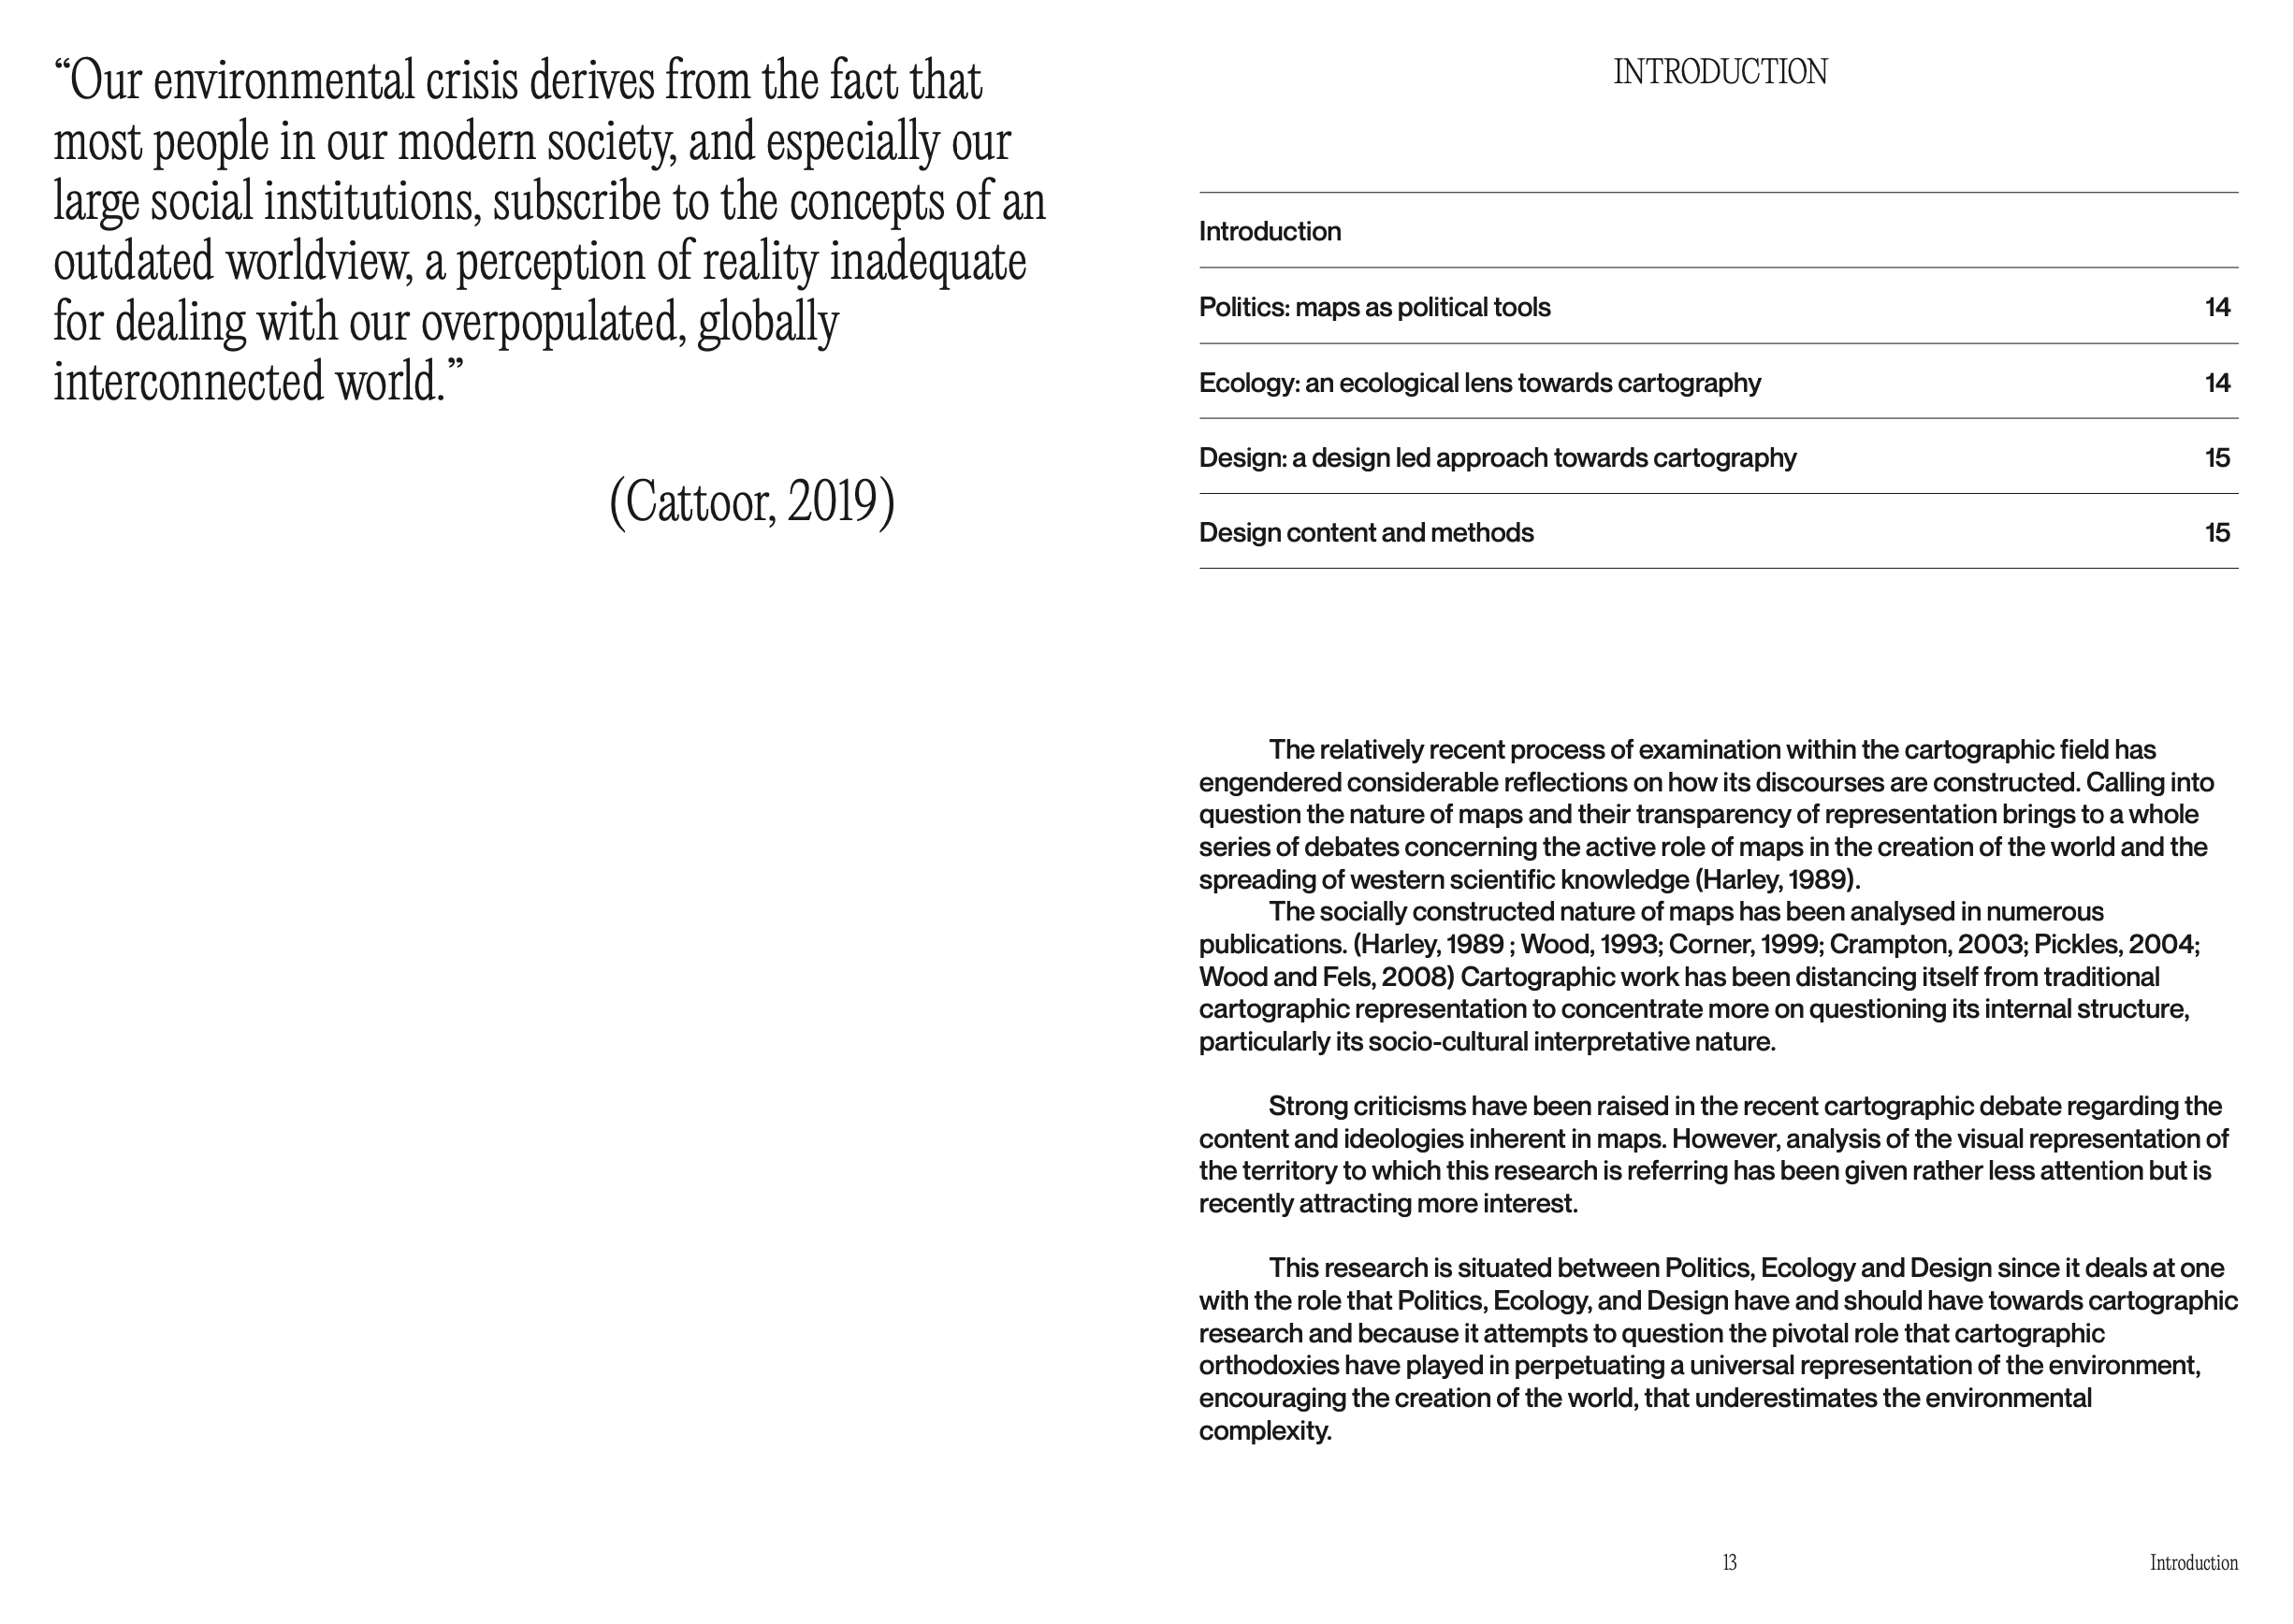 “Our environmental crisis derives from the fact that
most people in our modern society, and especially our
large social institutions, subscribe to the concepts of an
outdated worldview, a perception of reality inadequate
for dealing with our overpopulated, globally
interconnected world.”
(Cattoor, 2019)
INTRODUCTION
Introduction
Politics: maps as political tools 14
Ecology: an ecological lens towards cartography 14
Design: a design led approach towards cartography 15
Design content and methods 15
The relatively recent process of examination within the cartographic field has
engendered considerable reflections on how its discourses are constructed. Calling into
question the nature of maps and their transparency of representation brings to a whole
series of debates concerning the active role of maps in the creation of the world and the
spreading of western scientific knowledge (Harley, 1989).
The socially constructed nature of maps has been analysed in numerous
publications. (Harley, 1989 ; Wood, 1993; Corner, 1999; Crampton, 2003; Pickles, 2004;
Wood and Fels, 2008) Cartographic work has been distancing itself from traditional
cartographic representation to concentrate more on questioning its internal structure,
particularly its socio-cultural interpretative nature.
Strong criticisms have been raised in the recent cartographic debate regarding the
content and ideologies inherent in maps. However, analysis of the visual representation of
the territory to which this research is referring has been given rather less attention but is
recently attracting more interest.
This research is situated between Politics, Ecology and Design since it deals at one
with the role that Politics, Ecology, and Design have and should have towards cartographic
research and because it attempts to question the pivotal role that cartographic
orthodoxies have played in perpetuating a universal representation of the environment,
encouraging the creation of the world, that underestimates the environmental
complexity.
13 Introduction